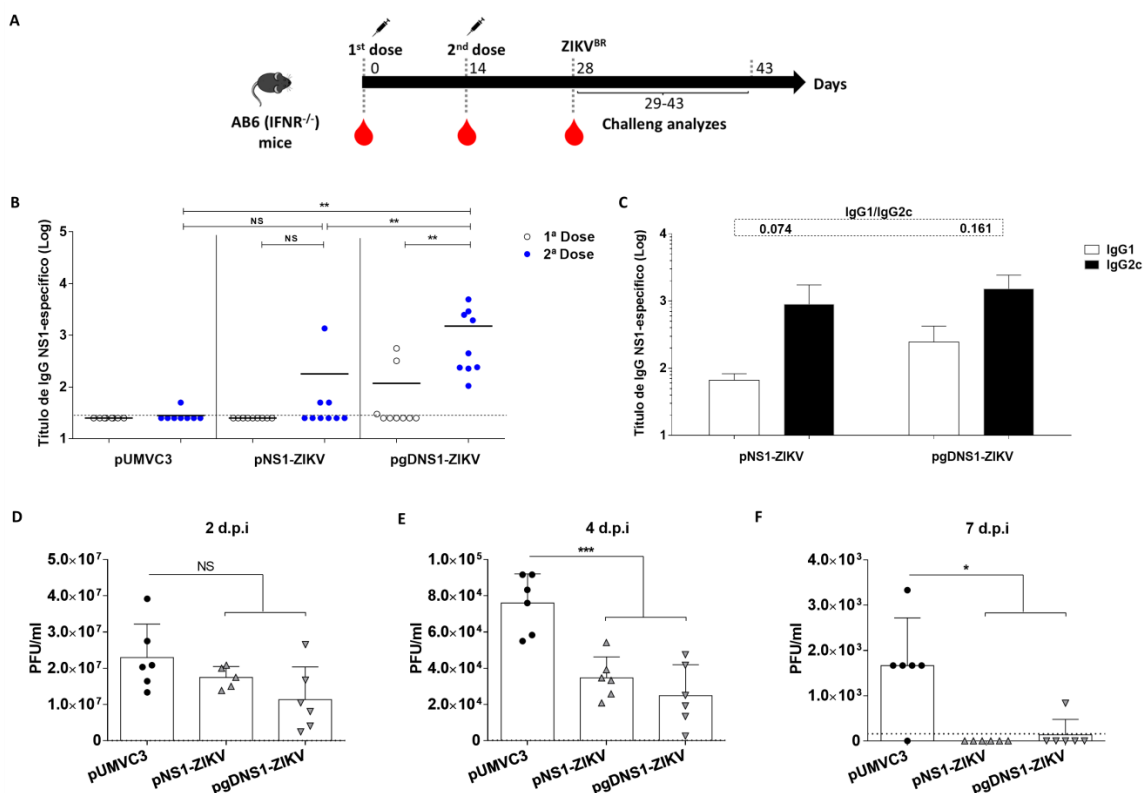 A
1st dose
2nd dose
ZIKVBR
0
14
28
43
Days
29-43
Challeng analyzes
AB6 (IFNR-/-)
mice
B
**
NS
**
NS
**
Título de IgG NS1-específico (Log)
5
4
3
2
1
pUMVC3
pNS1-ZIKV
pgDNS1-ZIKV
1ª Dose
2ª Dose
C
IgG1/IgG2c
0.074
0.161
Título de IgG NS1-específico (Log)
4
3
2
1
pNS1-ZIKV
pgDNS1-ZIKV
IgG1
IgG2c
D
2 d.p.i
PFU/ml
5.0×10⁷
4.0×10⁷
3.0×10⁷
2.0×10⁷
1.0×10⁷
0
NS
pUMVC3
pNS1-ZIKV
pgDNS1-ZIKV
E
4 d.p.i
PFU/ml
1.0×10⁵
8.0×10⁴
6.0×10⁴
4.0×10⁴
2.0×10⁴
0
***
pUMVC3
pNS1-ZIKV
pgDNS1-ZIKV
F
7 d.p.i
PFU/ml
4.0×10³
3.0×10³
2.0×10³
1.0×10³
0
*
pUMVC3
pNS1-ZIKV
pgDNS1-ZIKV